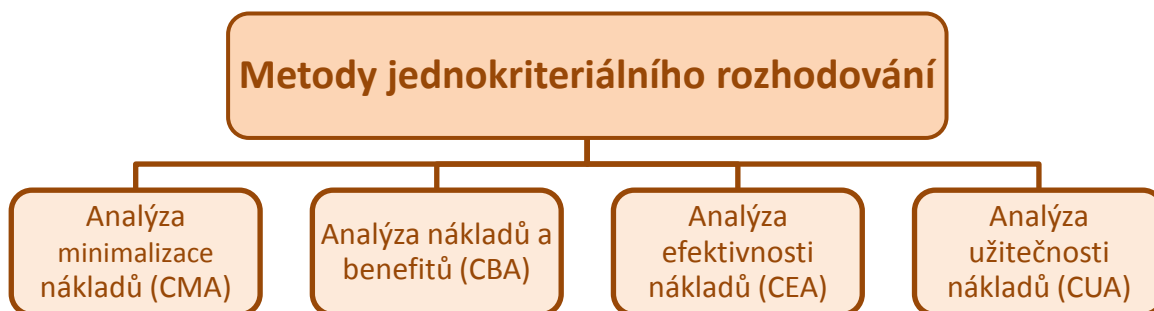 Metody jednokriteriálního rozhodování
Analýza
minimalizace
nákladů (CMA)
Analýza nákladů a
benefitů (CBA)
Analýza
efektivnosti
nákladů (CEA)
Analýza
užitečnosti
nákladů (CUA)